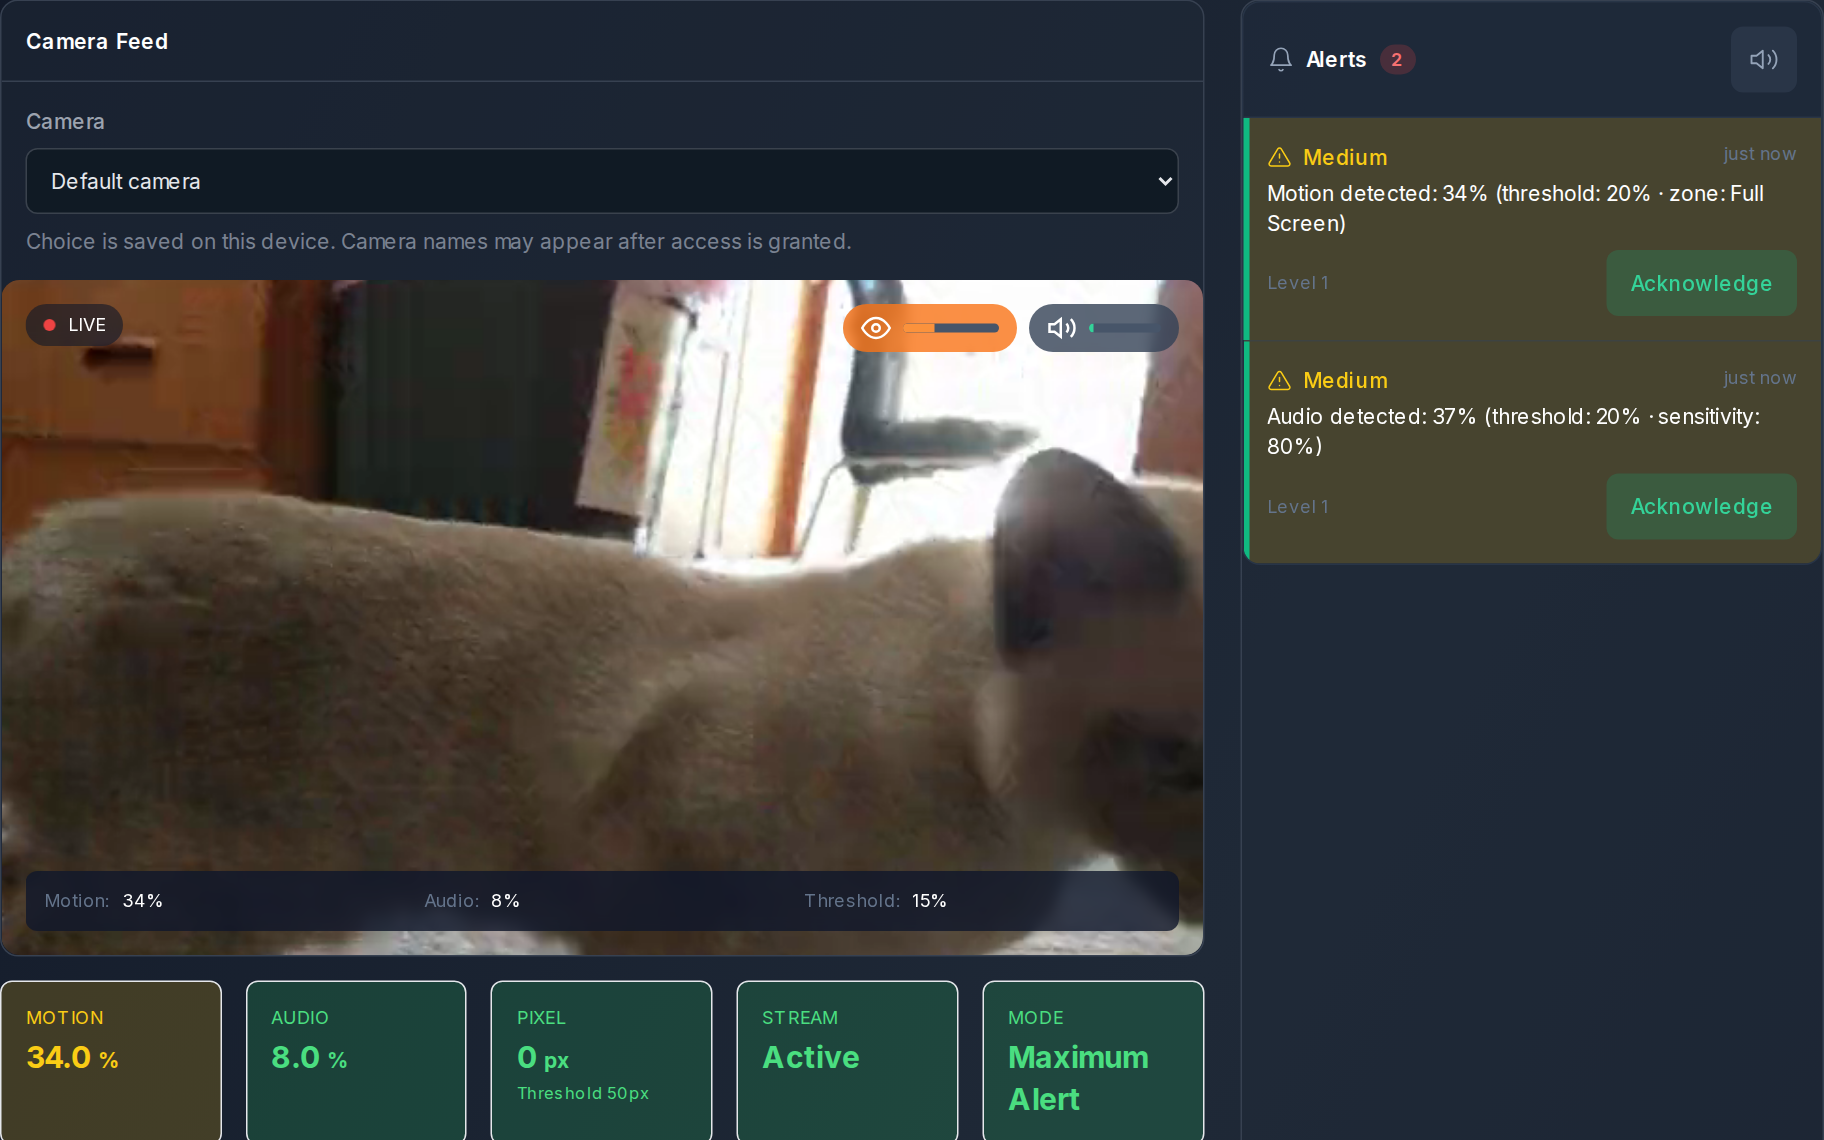 Camera Feed
Camera
Default camera
Choice is saved on this device. Camera names may appear after access is granted.
LIVE
Motion: 34% Audio: 8% Threshold: 15%
MOTION
34.0 %
AUDIO
8.0 %
PIXEL
0 px
Threshold 50px
STREAM
Active
MODE
Maximum
Alert
Alerts 2
Medium just now
Motion detected: 34% (threshold: 20% · zone: Full
Screen)
Level 1 Acknowledge
Medium just now
Audio detected: 37% (threshold: 20% · sensitivity:
80%)
Level 1 Acknowledge